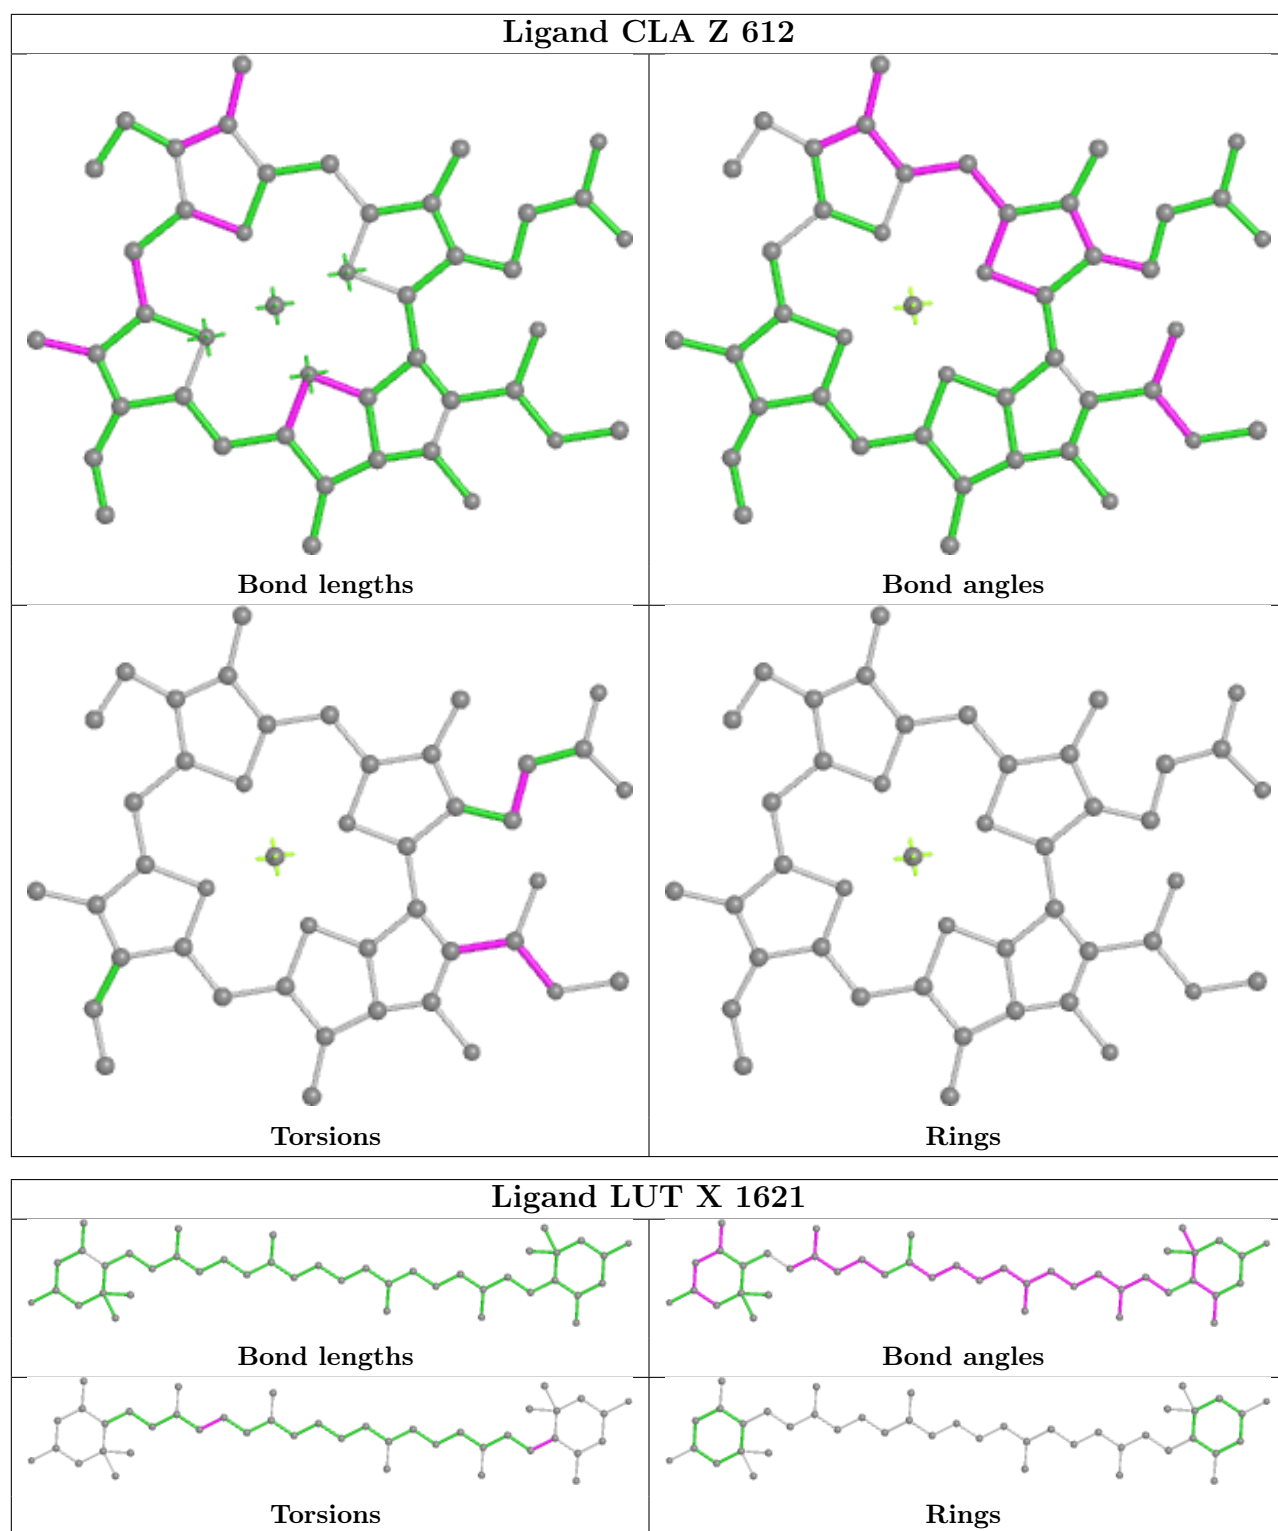 Ligand CLA Z 612
Bond lengths
Bond angles
Torsions
Rings
Ligand LUT X 1621
Bond lengths
Bond angles
Torsions
Rings